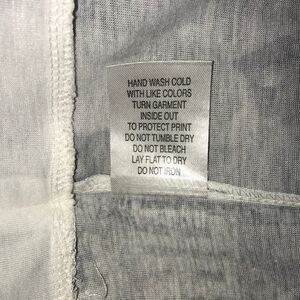 HAND WASH COLD
WITH LIKE COLORS
TURN GARMENT
INSIDE OUT
TO PROTECT PRINT
DO NOT TUMBLE DRY
DO NOT BLEACH
LAY FLAT TO DRY
DO NOT IRON